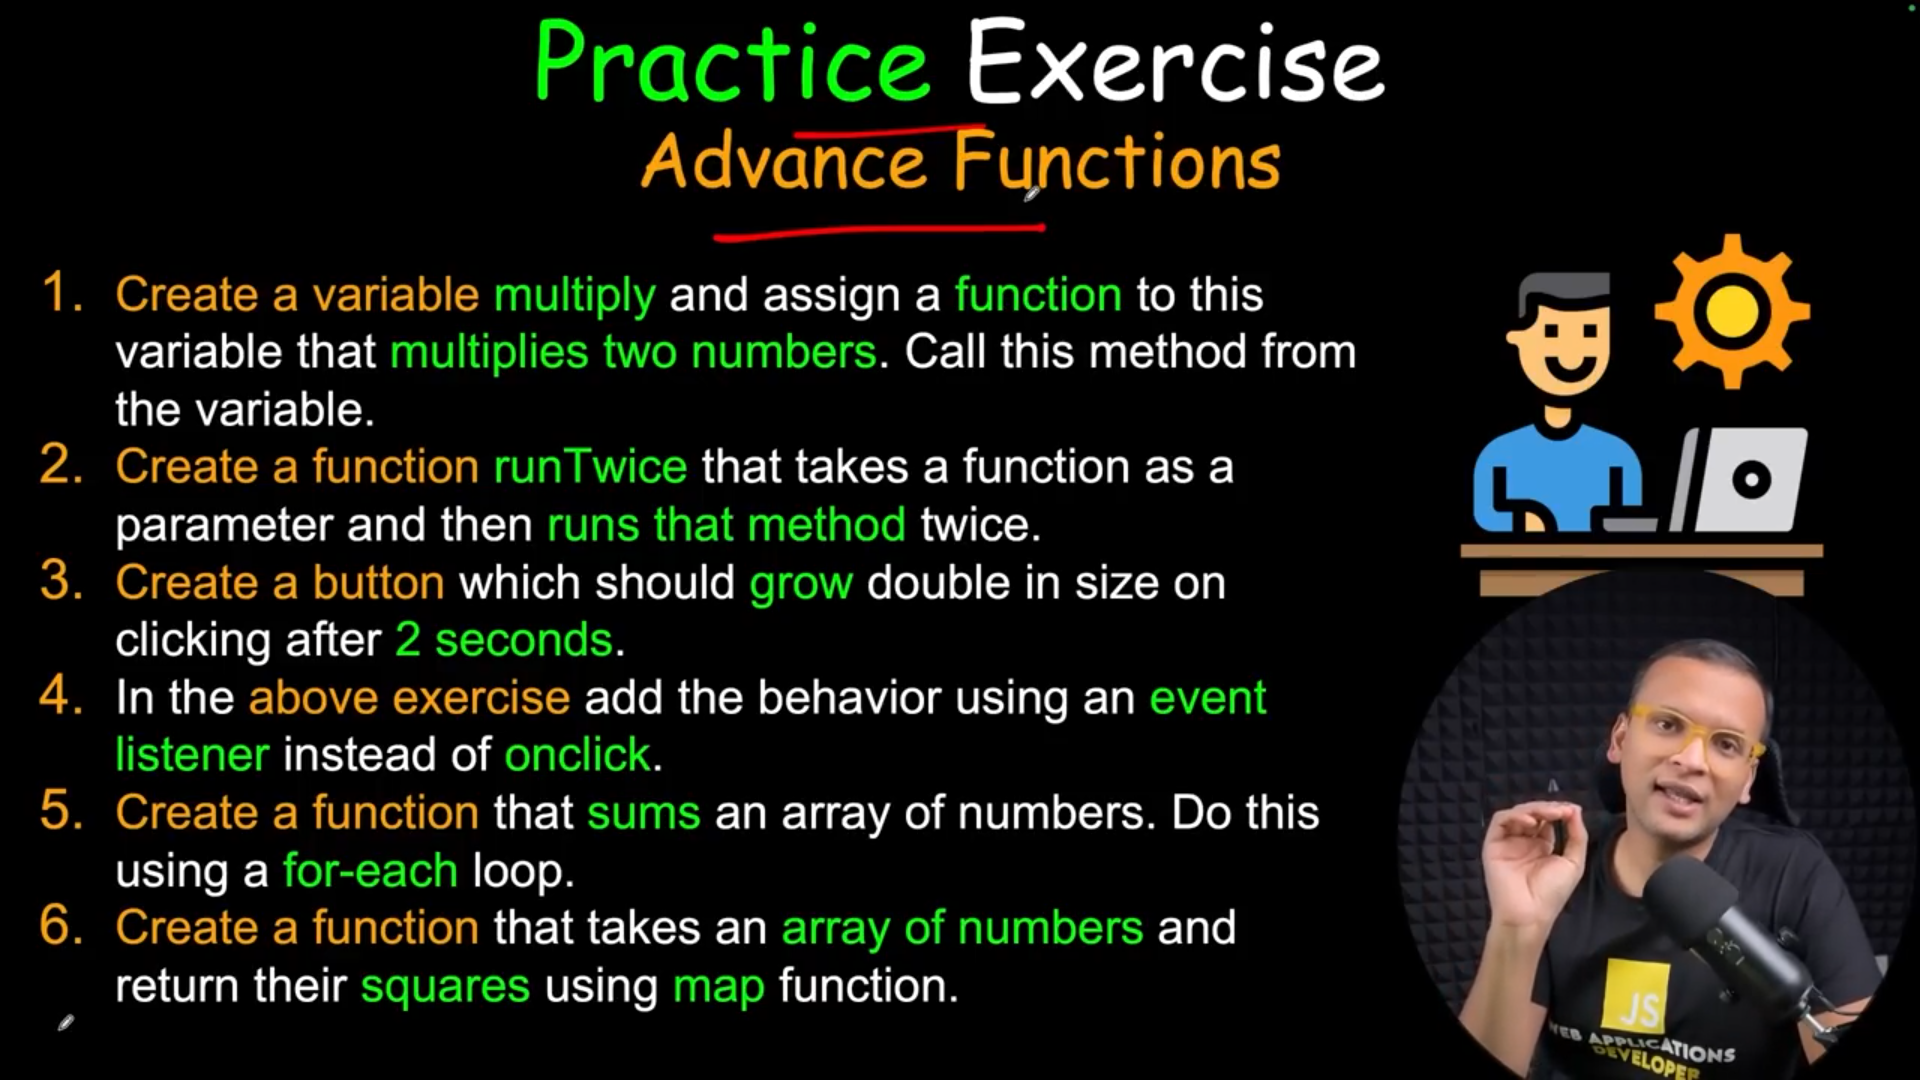 Practice Exercise
Advance Functions
1. Create a variable multiply and assign a function to this
variable that multiplies two numbers. Call this method from
the variable.
2. Create a function runTwice that takes a function as a
parameter and then runs that method twice.
3. Create a button which should grow double in size on
clicking after 2 seconds.
4. In the above exercise add the behavior using an event
listener instead of onclick.
5. Create a function that sums an array of numbers. Do this
using a for-each loop.
6. Create a function that takes an array of numbers and
return their squares using map function.
JS
WEB APPLICATIONS
DEVELOPER